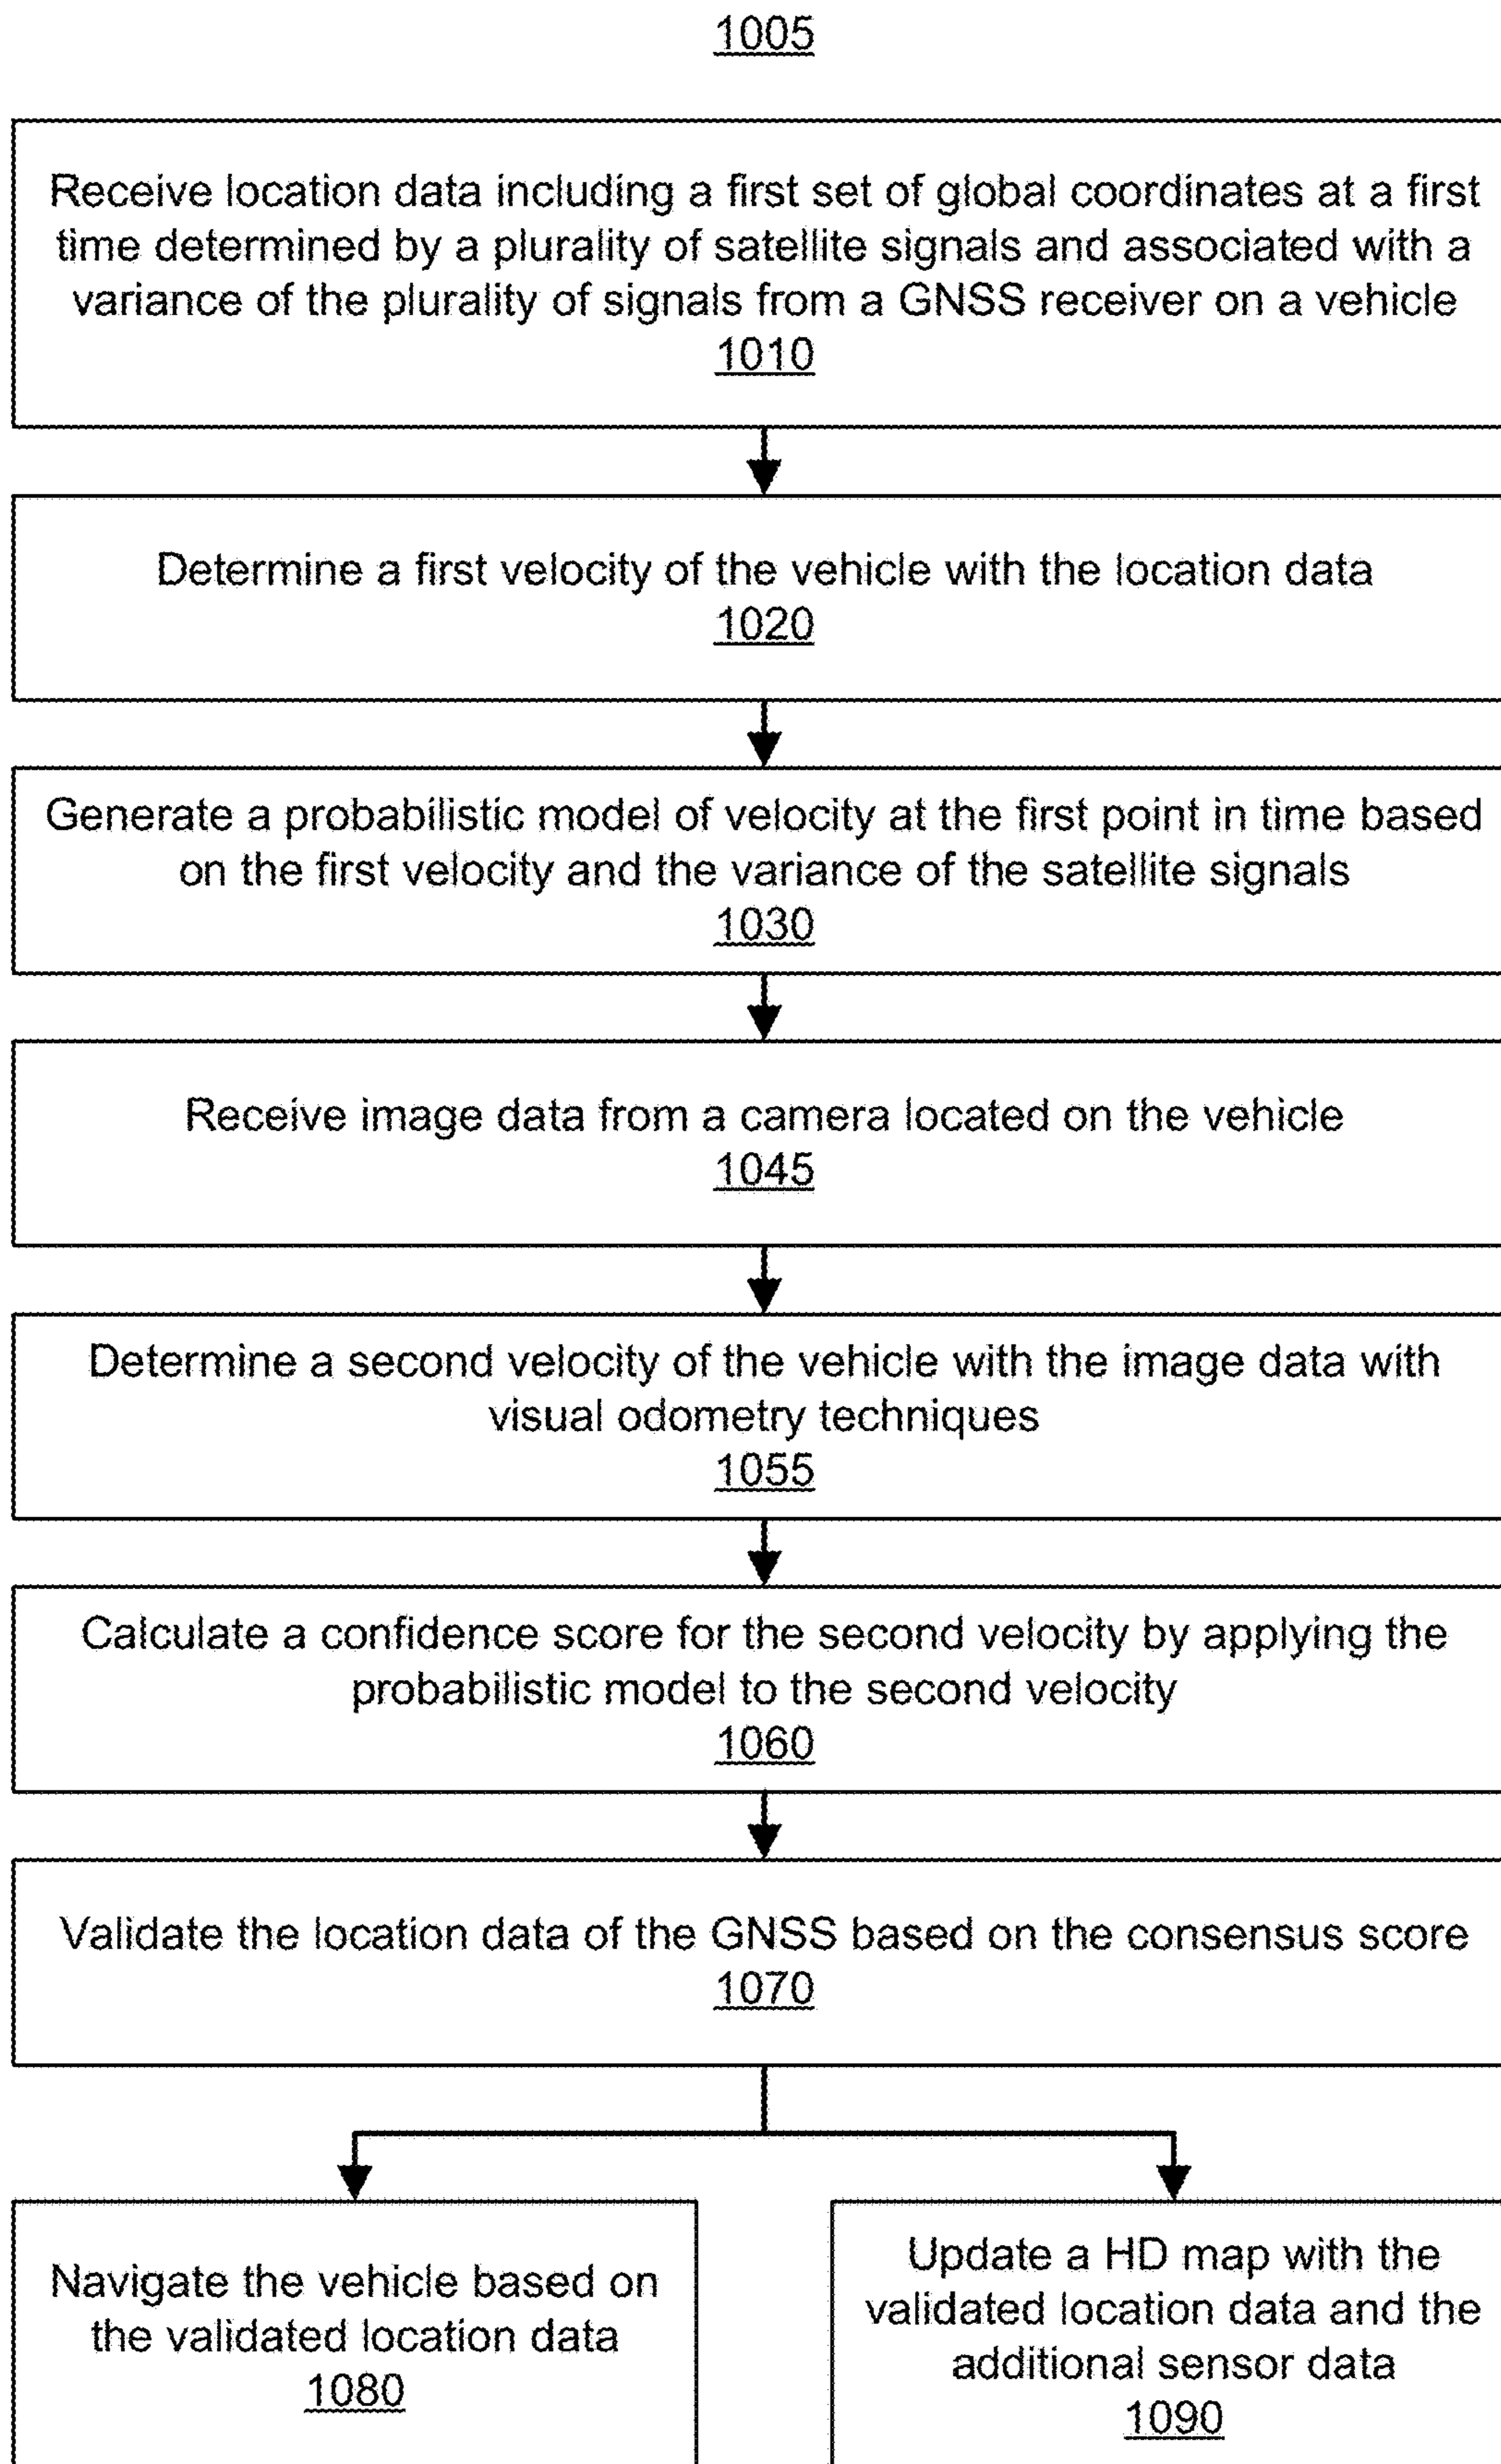 1005
Receive location data including a first set of global coordinates at a first
time determined by a plurality of satellite signals and associated with a
variance of the plurality of signals from a GNSS receiver on a vehicle
1010
Determine a first velocity of the vehicle with the location data
1020
Generate a probabilistic model of velocity at the first point in time based
on the first velocity and the variance of the satellite signals
1030
Receive image data from a camera located on the vehicle
1045
Determine a second velocity of the vehicle with the image data with
visual odometry techniques
1055
Calculate a confidence score for the second velocity by applying the
probabilistic model to the second velocity
1060
Validate the location data of the GNSS based on the consensus score
1070
Navigate the vehicle based on
the validated location data
1080
Update a HD map with the
validated location data and the
additional sensor data
1090